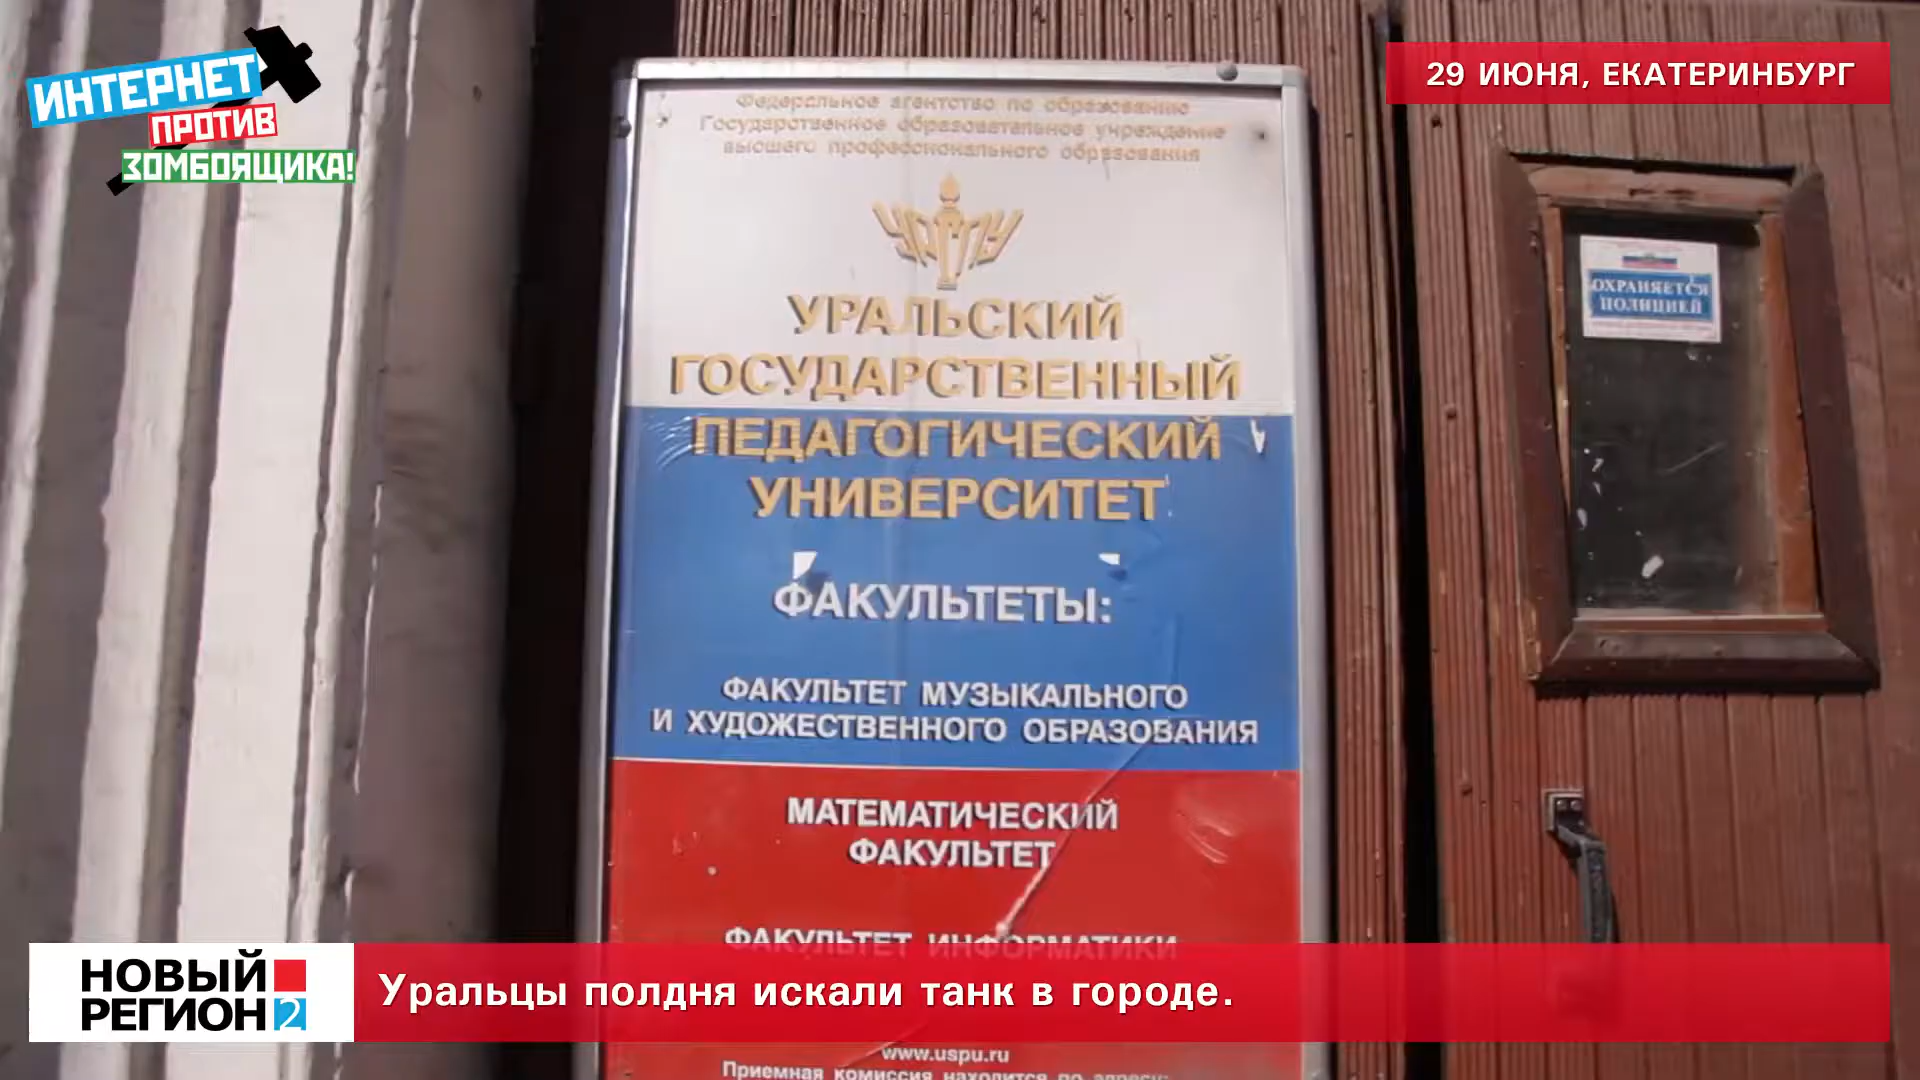 ИНТЕРНЕТ
ПРОТИВ
ЗОМБОЯЩИКА!
29 ИЮНЯ, ЕКАТЕРИНБУРГ
Федеральное агентство по образованию
Государственное образовательное учреждение
высшего профессионального образования
УрГПУ
УРАЛЬСКИЙ
ГОСУДАРСТВЕННЫЙ
ПЕДАГОГИЧЕСКИЙ
УНИВЕРСИТЕТ
ФАКУЛЬТЕТЫ:
ФАКУЛЬТЕТ МУЗЫКАЛЬНОГО
И ХУДОЖЕСТВЕННОГО ОБРАЗОВАНИЯ
МАТЕМАТИЧЕСКИЙ
ФАКУЛЬТЕТ
ФАКУЛЬТЕТ ИНФОРМАТИКИ
www.uspu.ru
Приемная комиссия находится по адресу:
ОХРАНЯЕТСЯ
ПОЛИЦИЕЙ
НОВЫЙ
РЕГИОН 2
Уральцы полдня искали танк в городе.